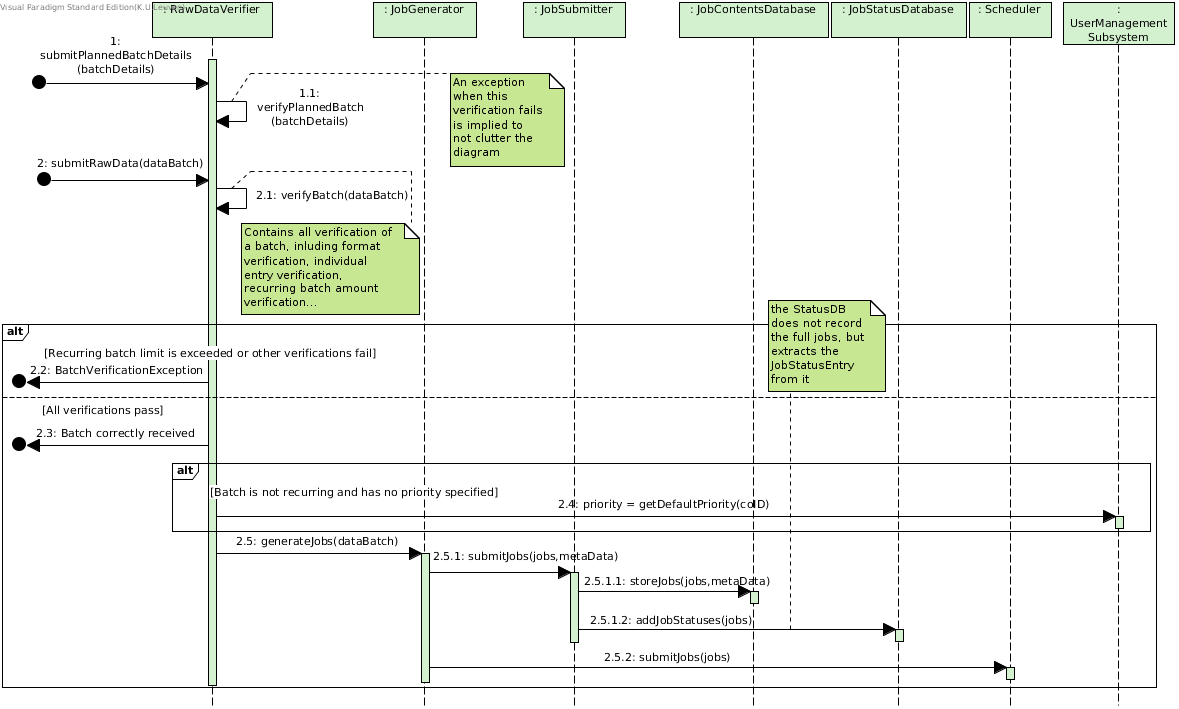 Visual Paradigm Standard Edition(K.U.Leuven)
: RawDataVerifier
: JobGenerator
: JobSubmitter
: JobContentsDatabase
: JobStatusDatabase
: Scheduler
:
UserManagement
Subsystem
1:
submitPlannedBatchDetails
(batchDetails)
1.1:
verifyPlannedBatch
(batchDetails)
An exception
when this
verification fails
is implied to
not clutter the
diagram
2: submitRawData(dataBatch)
2.1: verifyBatch(dataBatch)
Contains all verification of
a batch, inluding format
verification, individual
entry verification,
recurring batch amount
verification...
the StatusDB
does not record
the full jobs, but
extracts the
JobStatusEntry
from it
alt
[Recurring batch limit is exceeded or other verifications fail]
2.2: BatchVerificationException
[All verifications pass]
2.3: Batch correctly received
alt
[Batch is not recurring and has no priority specified]
2.4: priority = getDefaultPriority(coID)
2.5: generateJobs(dataBatch)
2.5.1: submitJobs(jobs,metaData)
2.5.1.1: storeJobs(jobs,metaData)
2.5.1.2: addJobStatuses(jobs)
2.5.2: submitJobs(jobs)